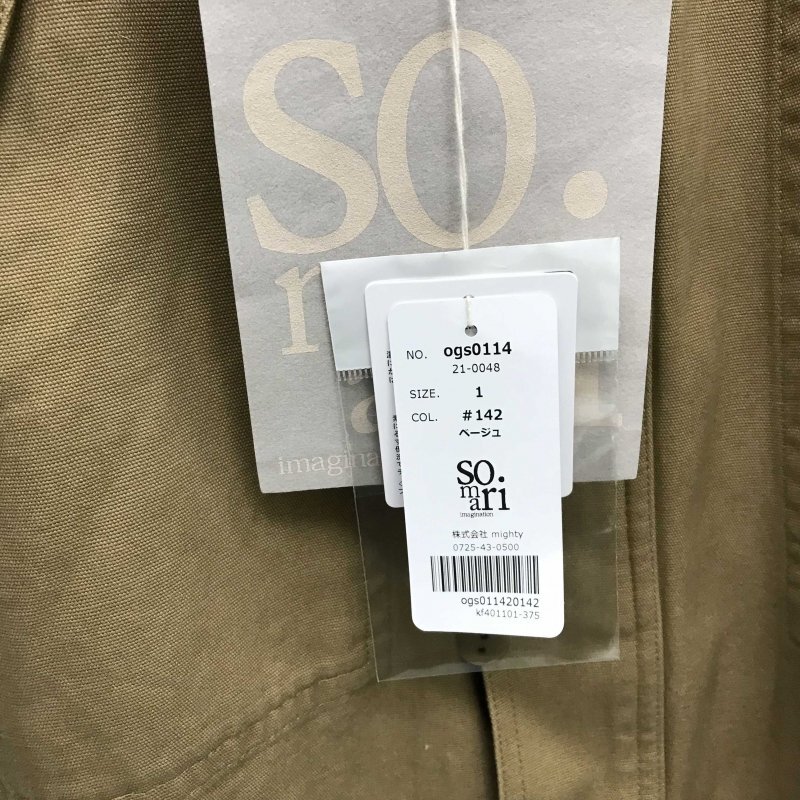 so.
imagina
NO. ogs0114
21-0048
SIZE. 1
COL. #142
ベージュ
so.
mari
imagination
株式会社 mighty
0725-43-0500
ogs011420142
kf401101-375